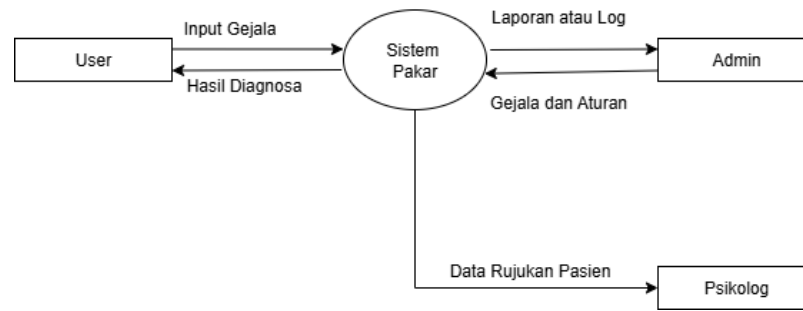 Input Gejala
Laporan atau Log
User
Sistem
Pakar
Admin
Hasil Diagnosa
Gejala dan Aturan
Data Rujukan Pasien
Psikolog